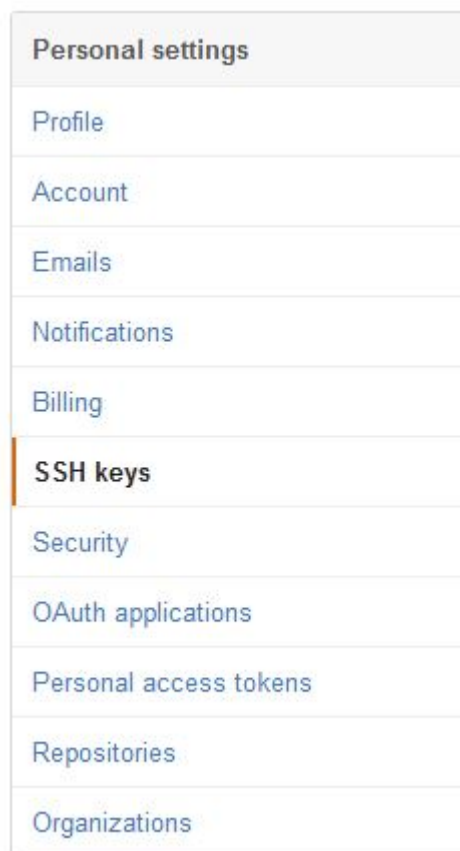 Personal settings
Profile
Account
Emails
Notifications
Billing
SSH keys
Security
OAuth applications
Personal access tokens
Repositories
Organizations